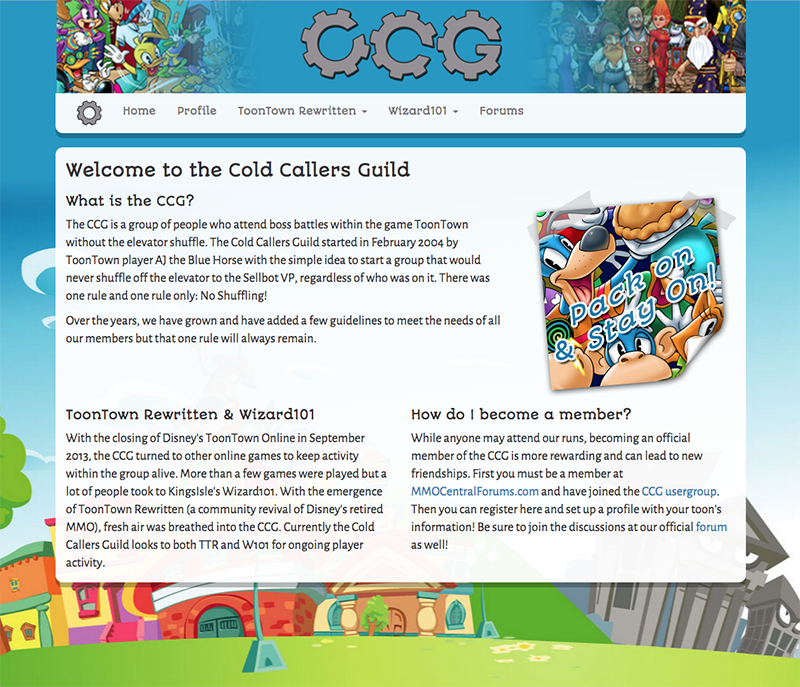 CCG
Home Profile ToonTown Rewritten Wizard101 Forums
Welcome to the Cold Callers Guild
What is the CCG?
The CCG is a group of people who attend boss battles within the game ToonTown
without the elevator shuffle. The Cold Callers Guild started in February 2004 by
ToonTown player AJ the Blue Horse with the simple idea to start a group that would
never shuffle off the elevator to the Sellbot VP, regardless of who was on it. There was
one rule and one rule only: No Shuffling!
Over the years, we have grown and have added a few guidelines to meet the needs of all
our members but that one rule will always remain.
Pack on
& Stay On!
ToonTown Rewritten & Wizard101
With the closing of Disney's ToonTown Online in September
2013, the CCG turned to other online games to keep activity
within the group alive. More than a few games were played but a
lot of people took to KingsIsle's Wizard101. With the emergence
of ToonTown Rewritten (a community revival of Disney's retired
MMO), fresh air was breathed into the CCG. Currently the Cold
Callers Guild looks to both TTR and W101 for ongoing player
activity.
How do I become a member?
While anyone may attend our runs, becoming an official
member of the CCG is more rewarding and can lead to new
friendships. First you must be a member at
MMOCentralForums.com and have joined the CCG usergroup.
Then you can register here and set up a profile with your toon's
information! Be sure to join the discussions at our official forum
as well!